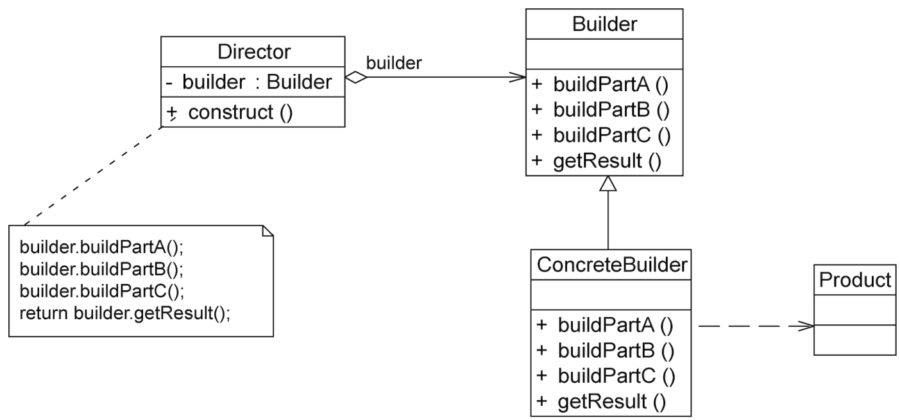 Director
- builder : Builder
+ construct ()
builder
Builder
+ buildPartA ()
+ buildPartB ()
+ buildPartC ()
+ getResult ()
builder.buildPartA();
builder.buildPartB();
builder.buildPartC();
return builder.getResult();
ConcreteBuilder
+ buildPartA ()
+ buildPartB ()
+ buildPartC ()
+ getResult ()
Product